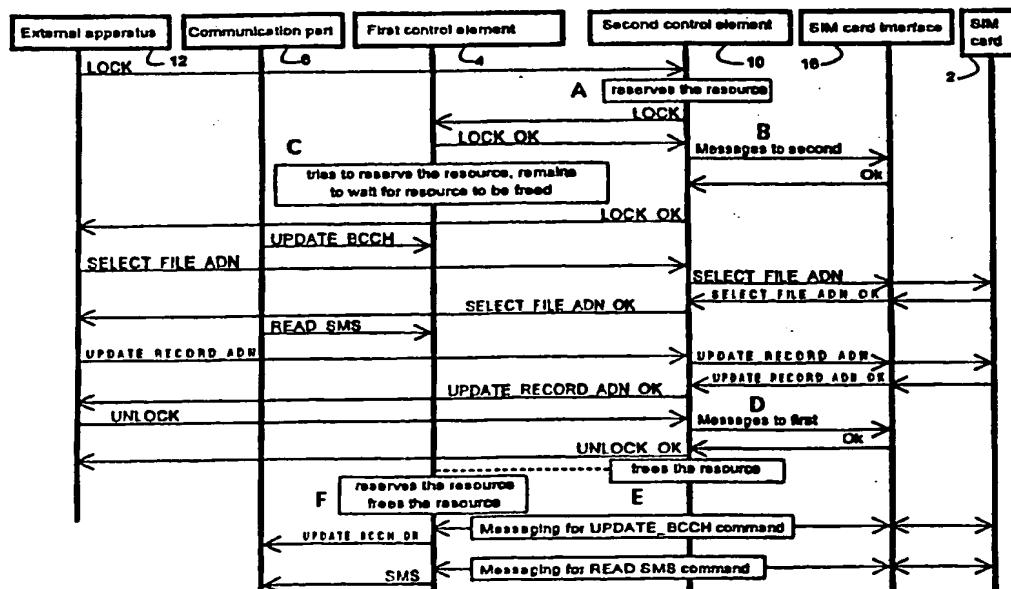 External apparatus Communication part First control element Second control element SIM card interface SIM card
12 6 4 10 16 2
LOCK
A reserves the resource
LOCK
LOCK OK
B
C
Messages to second
tries to reserve the resource, remains
to wait for resource to be freed
Ok
LOCK OK
UPDATE BCCH
SELECT FILE ADN
SELECT FILE ADN
SELECT FILE ADN OK
SELECT FILE ADN OK
READ SMS
UPDATE RECORD ADN
UPDATE RECORD ADN
UPDATE RECORD ADN OK
UPDATE RECORD ADN OK
D
UNLOCK
Messages to first
Ok
UNLOCK OK
frees the resource
F reserves the resource
frees the resource
E
Messaging for UPDATE_BCCH command
UPDATE BCCH
Messaging for READ SMS command
SMS